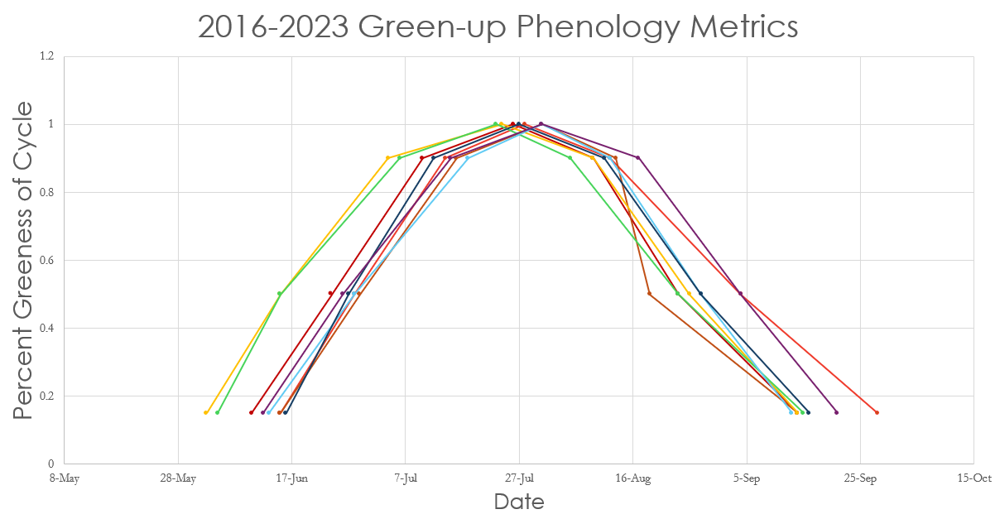 2016-2023 Green-up Phenology Metrics
Percent Greeness of Cycle
1.2
1
0.8
0.6
0.4
0.2
0
8-May 28-May 17-Jun 7-Jul 27-Jul 16-Aug 5-Sep 25-Sep 15-Oct
Date